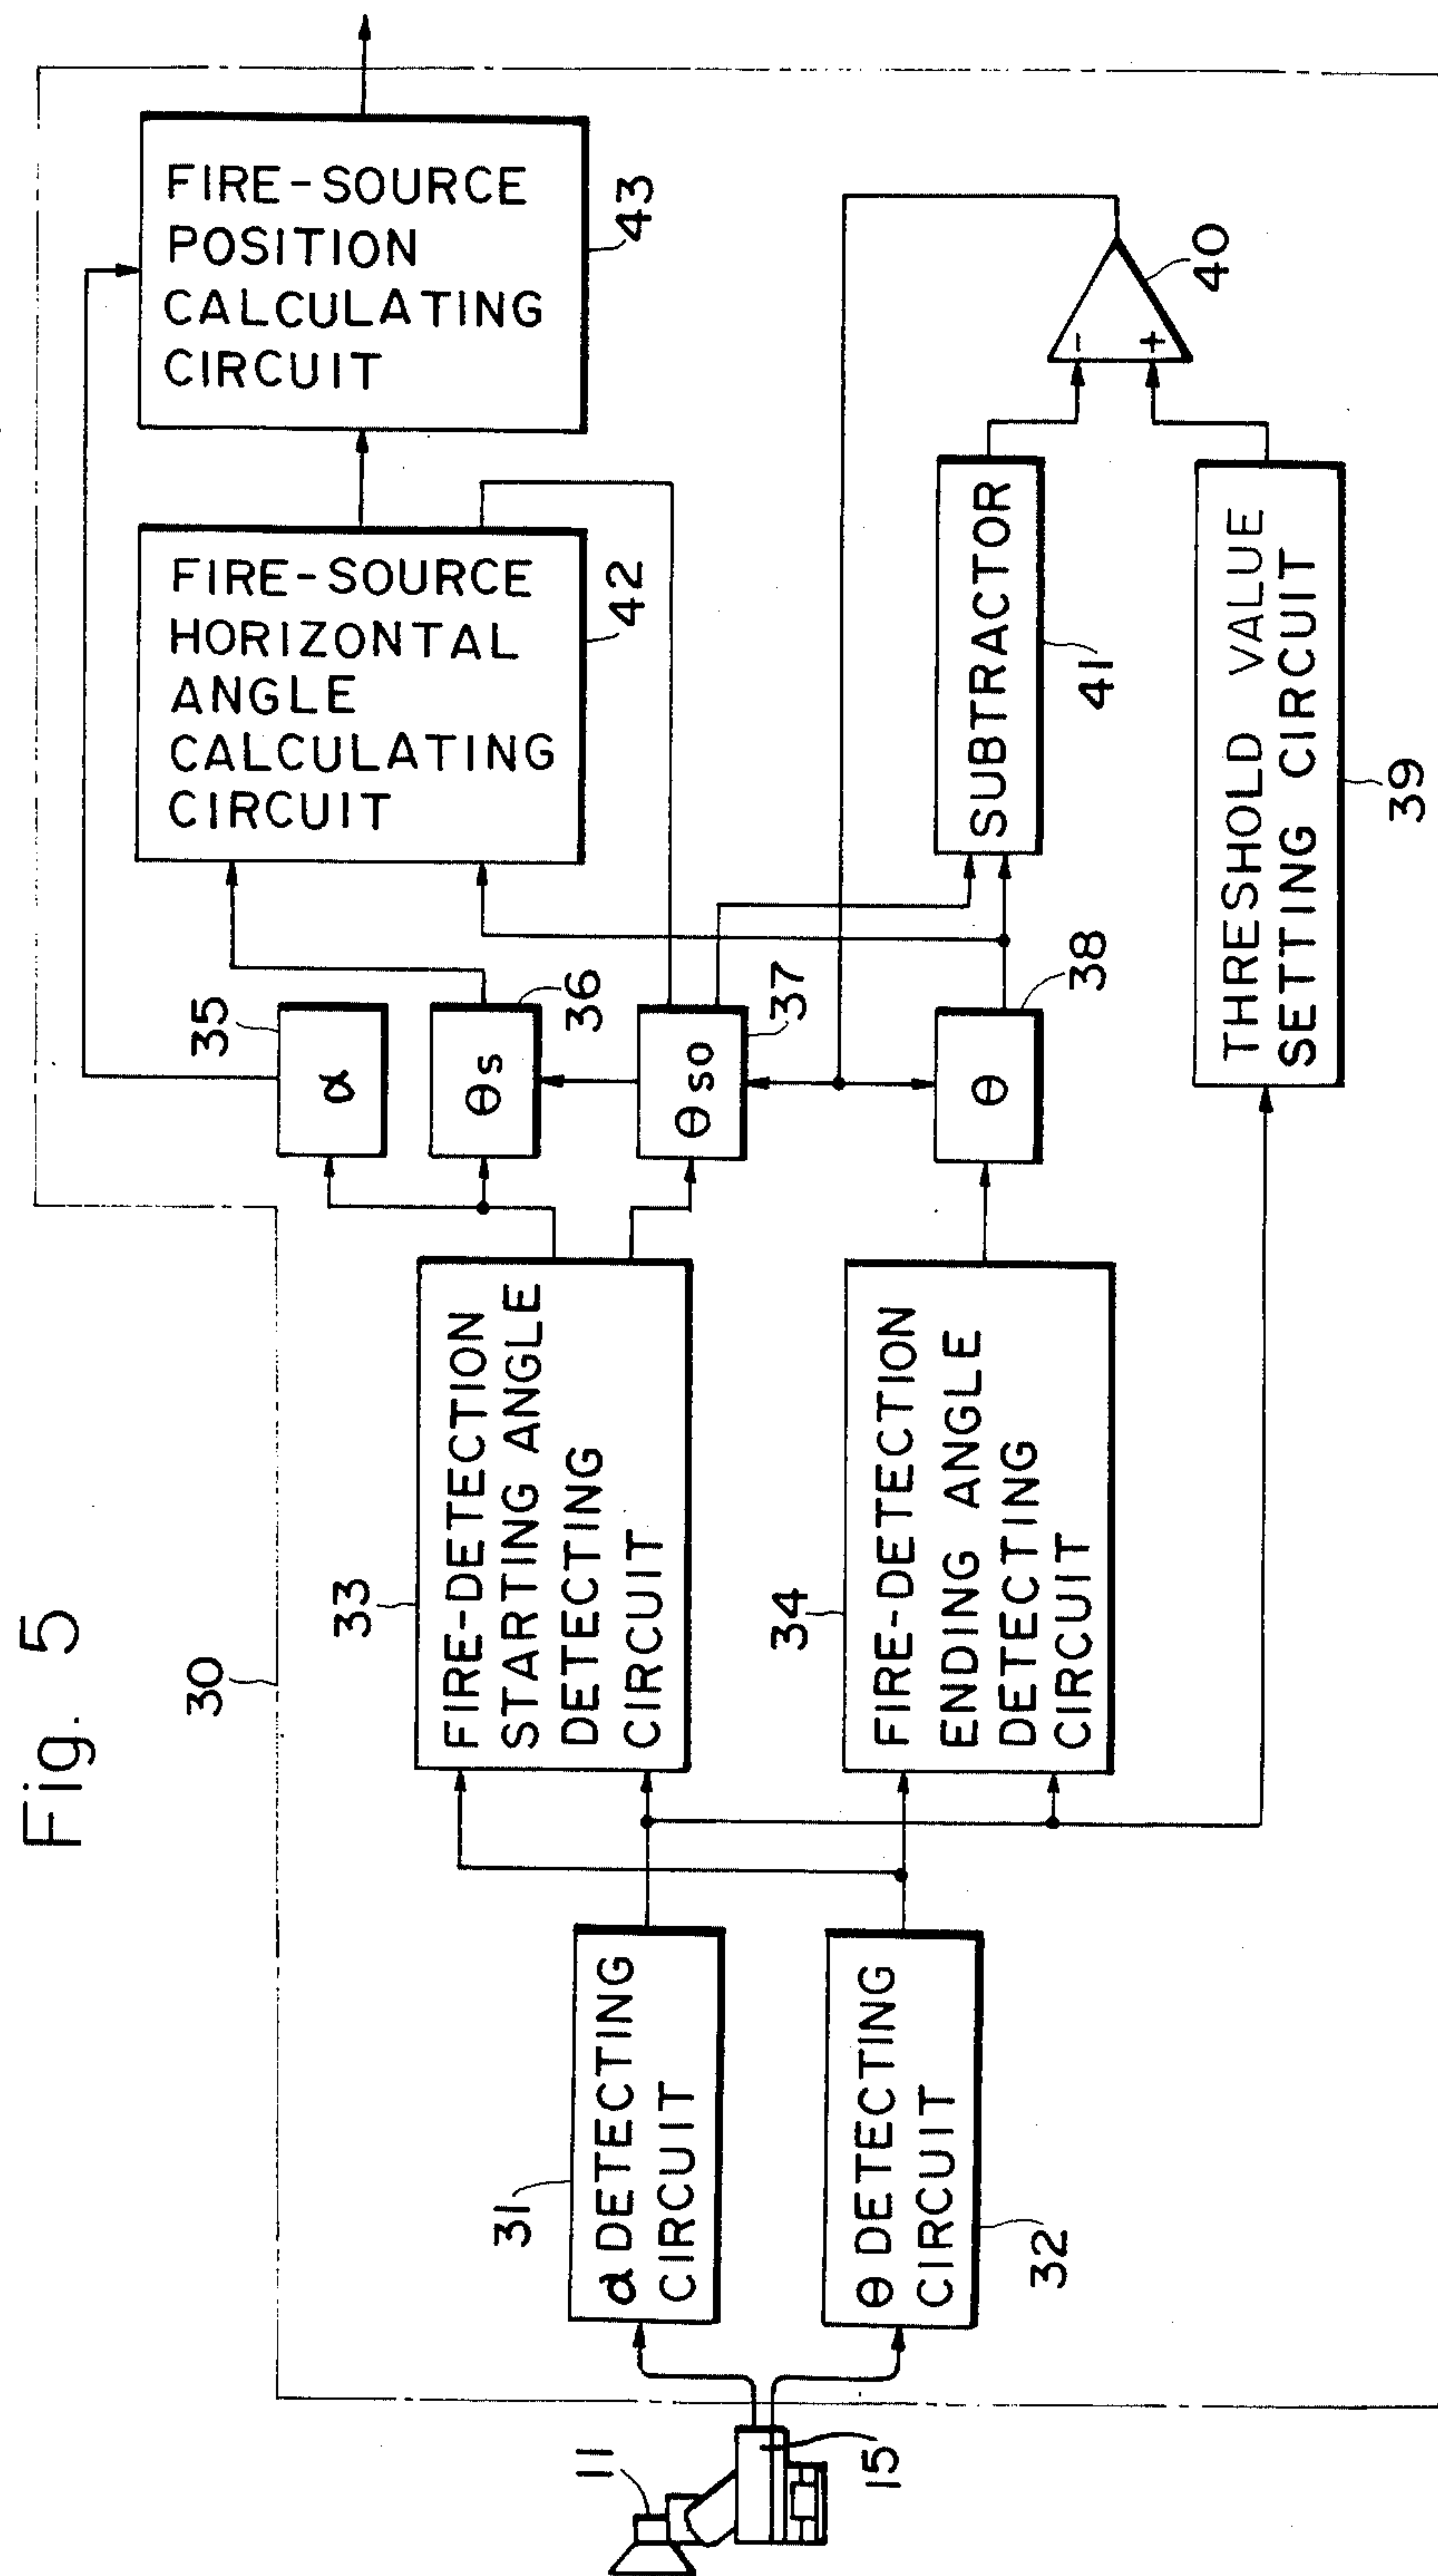 Fig. 5
30
11
15
31
α DETECTING
CIRCUIT
θ DETECTING
CIRCUIT
32
33
FIRE-DETECTION
STARTING ANGLE
DETECTING
CIRCUIT
34
FIRE-DETECTION
ENDING ANGLE
DETECTING
CIRCUIT
35
α
θs
36
θso
37
θ
38
THRESHOLD VALUE
SETTING CIRCUIT
39
FIRE-SOURCE
HORIZONTAL
ANGLE
CALCULATING
CIRCUIT
42
SUBTRACTOR
41
-
+
40
FIRE-SOURCE
POSITION
CALCULATING
CIRCUIT
43